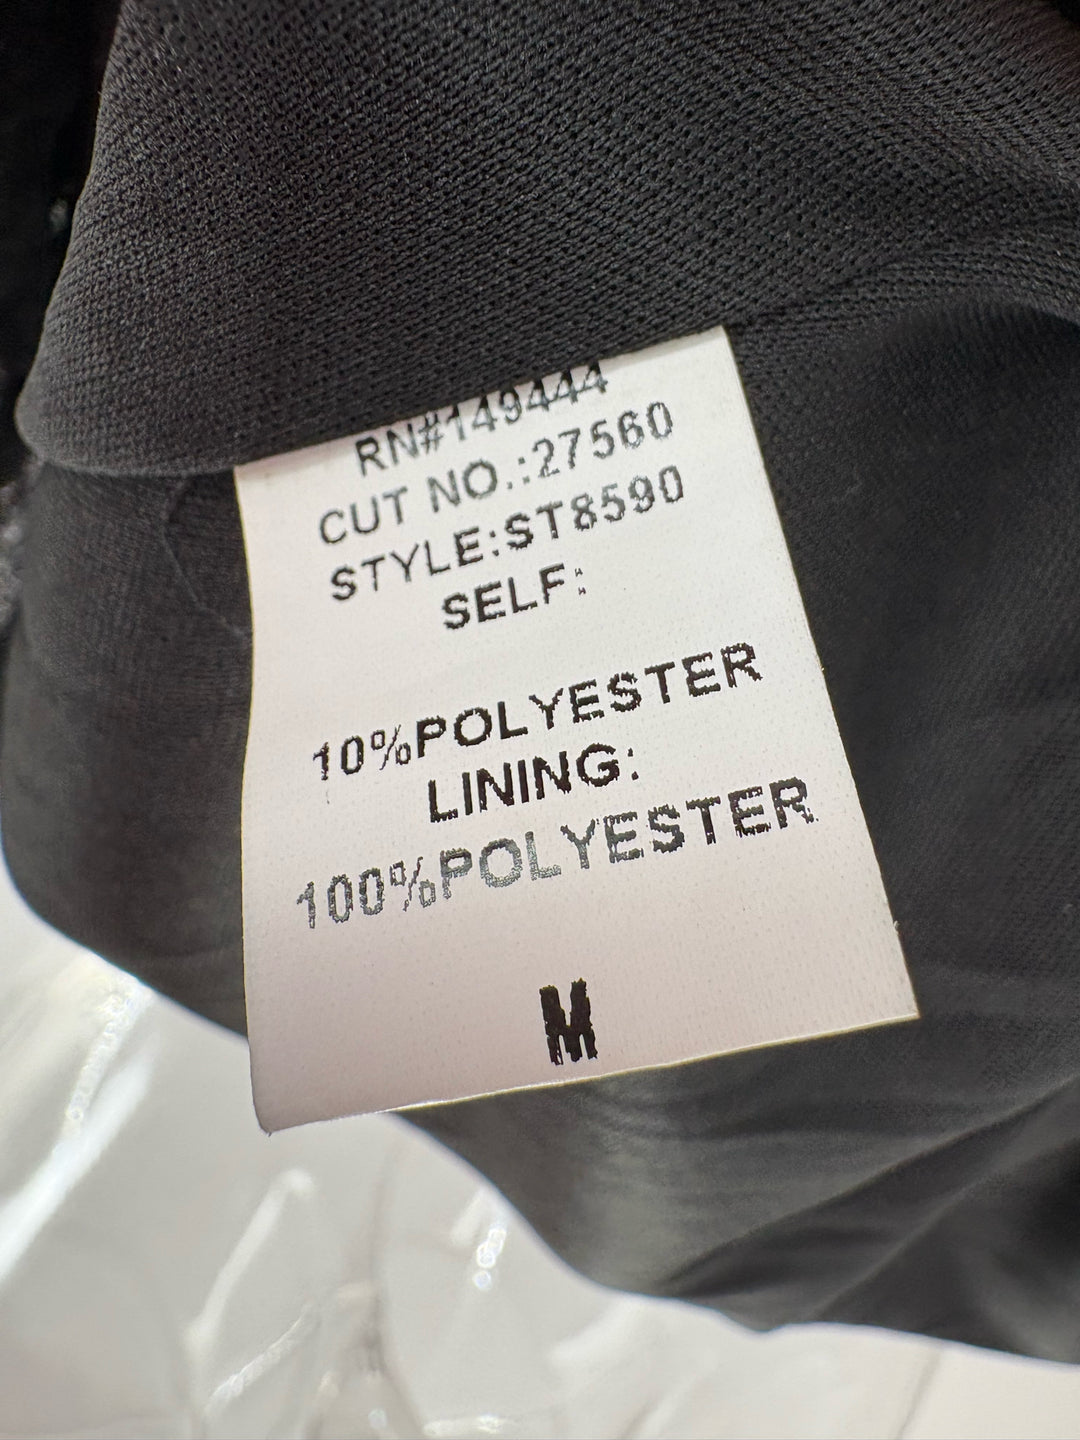 RN#149444
CUT NO.:27560
STYLE:ST8590
SELF:
10%POLYESTER
LINING:
100%POLYESTER
M